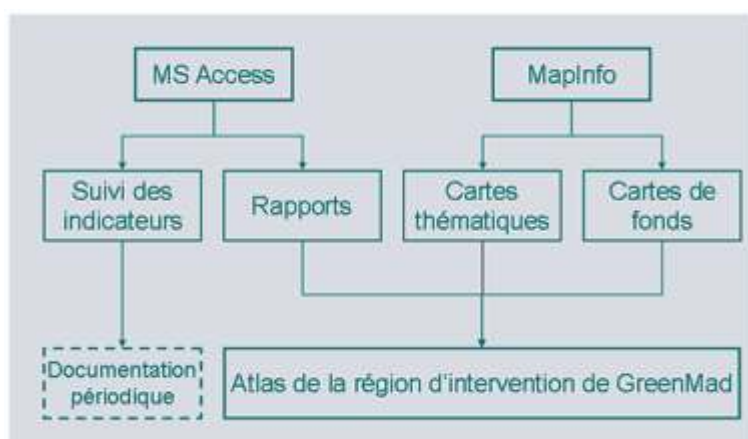 MS Access
MapInfo
Suivi des
indicateurs
Rapports
Cartes
thématiques
Cartes de
fonds
Documentation
périodique
Atlas de la région d'intervention de GreenMad